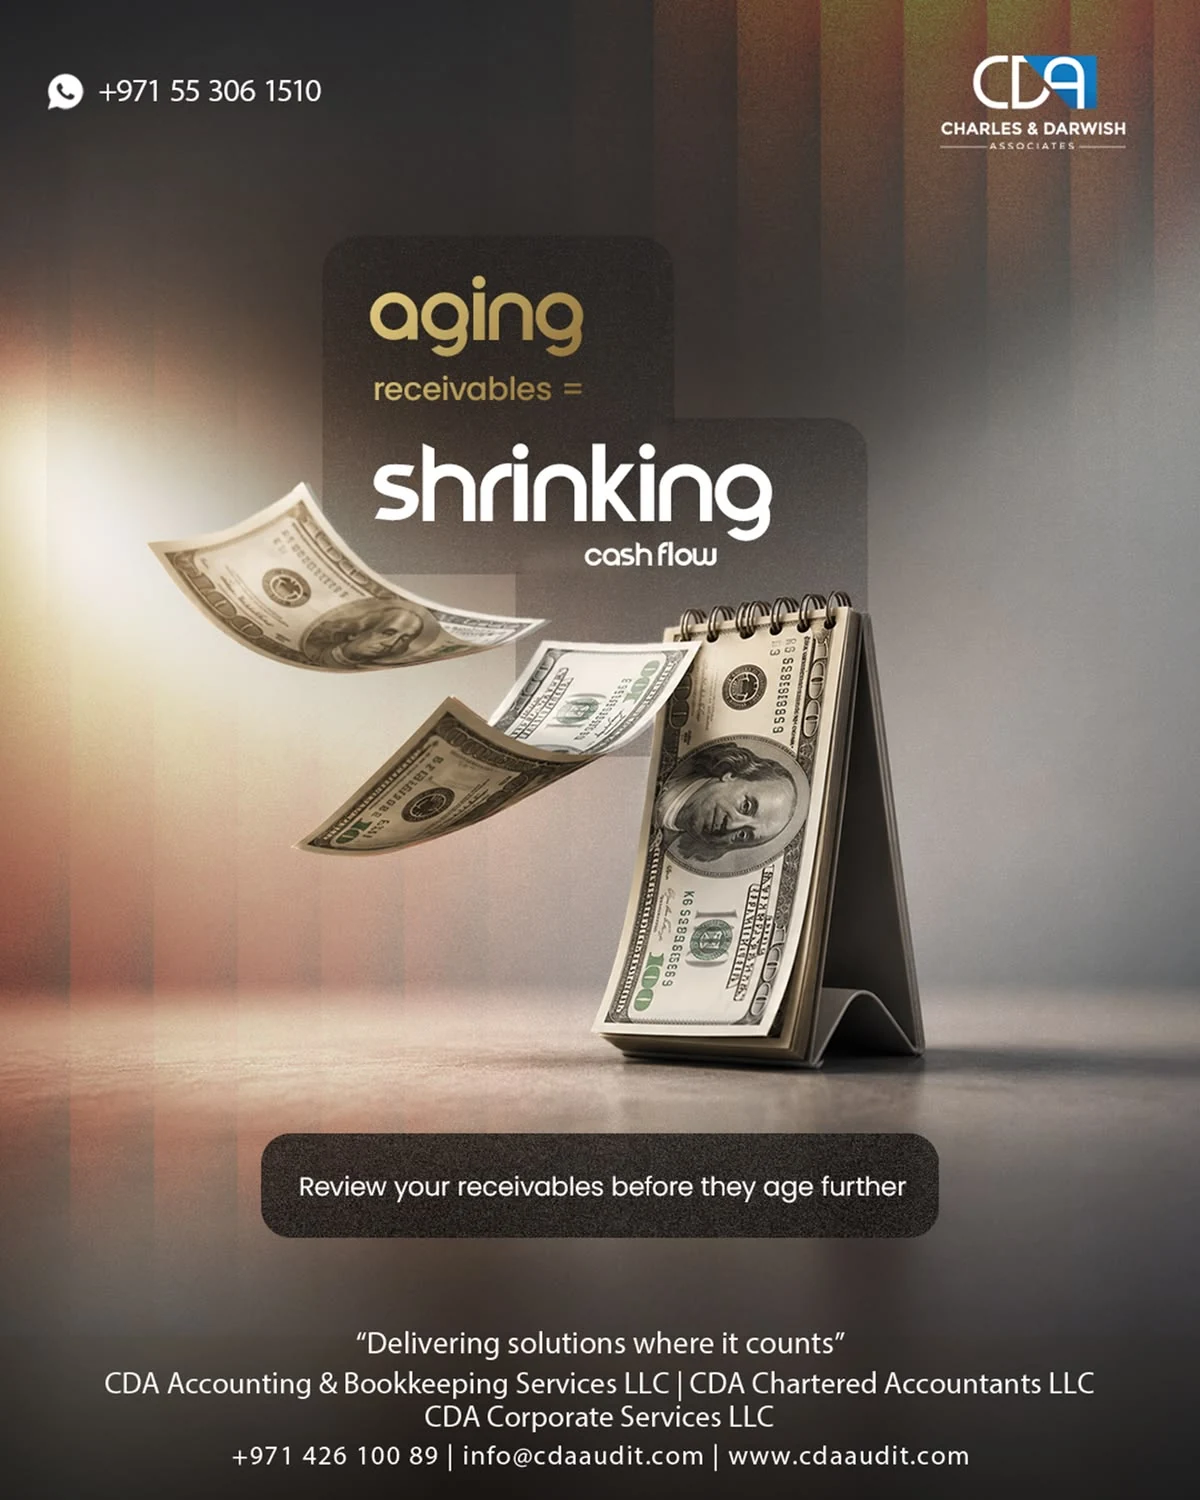 +971 55 306 1510
CDA
CHARLES & DARWISH
ASSOCIATES
aging
receivables =
shrinking
cash flow
Review your receivables before they age further
“Delivering solutions where it counts”
CDA Accounting & Bookkeeping Services LLC | CDA Chartered Accountants LLC
CDA Corporate Services LLC
+971 426 100 89 | info@cdaaudit.com | www.cdaaudit.com